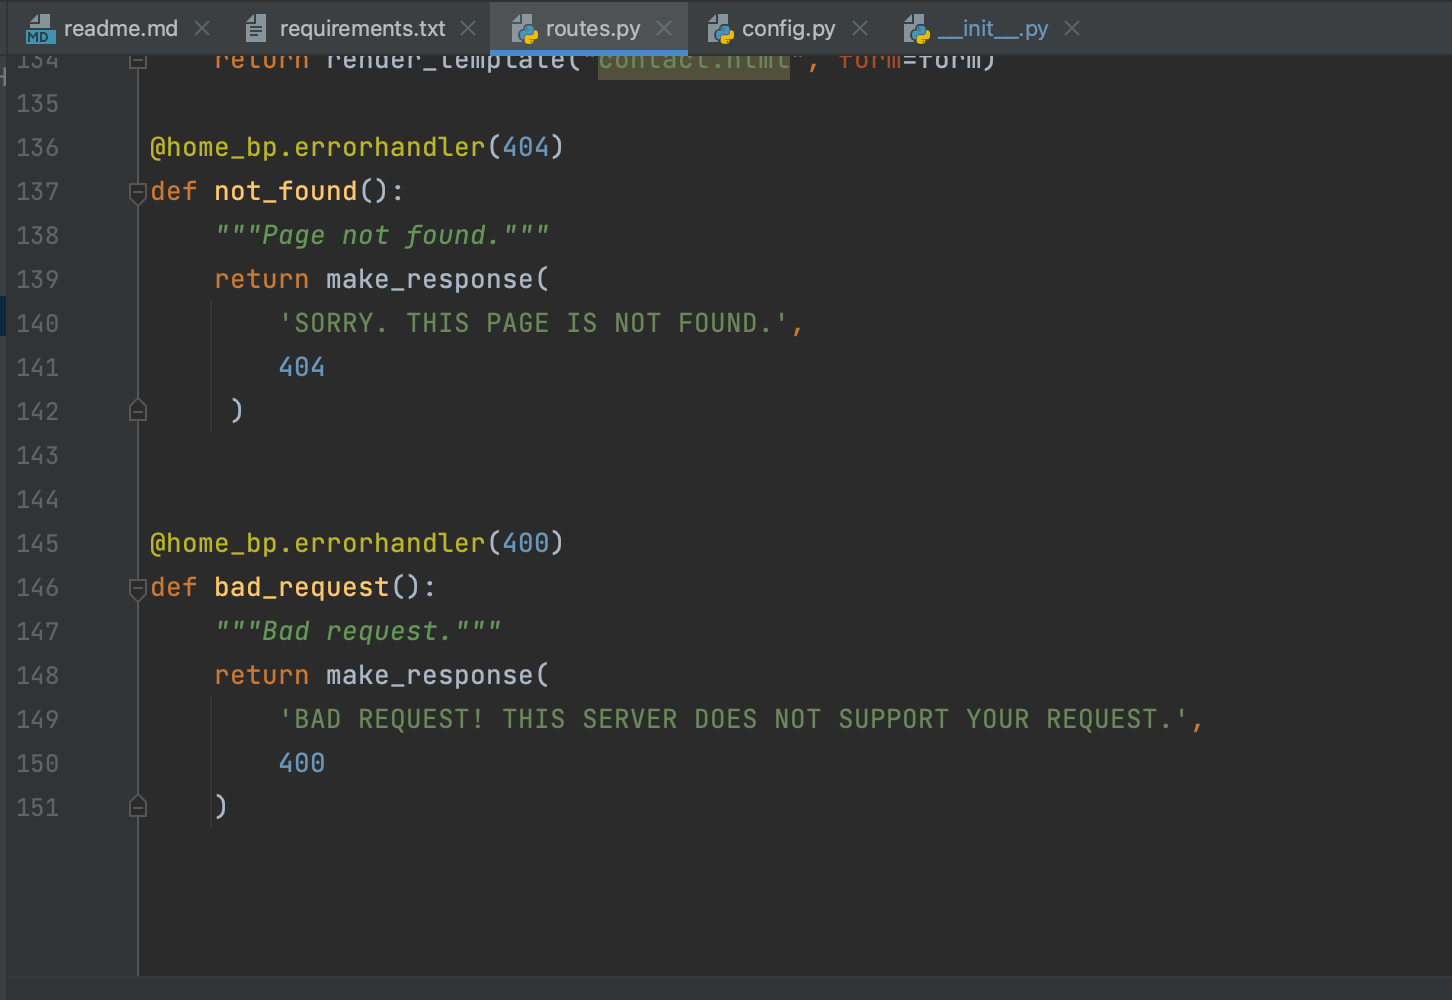 readme.md requirements.txt routes.py config.py __init__.py
134 return render_template("contact.html", form=form)
135
136 @home_bp.errorhandler(404)
137 def not_found():
138 """Page not found."""
139 return make_response(
140 'SORRY. THIS PAGE IS NOT FOUND.',
141 404
142 )
143
144
145 @home_bp.errorhandler(400)
146 def bad_request():
147 """Bad request."""
148 return make_response(
149 'BAD REQUEST! THIS SERVER DOES NOT SUPPORT YOUR REQUEST.',
150 400
151 )